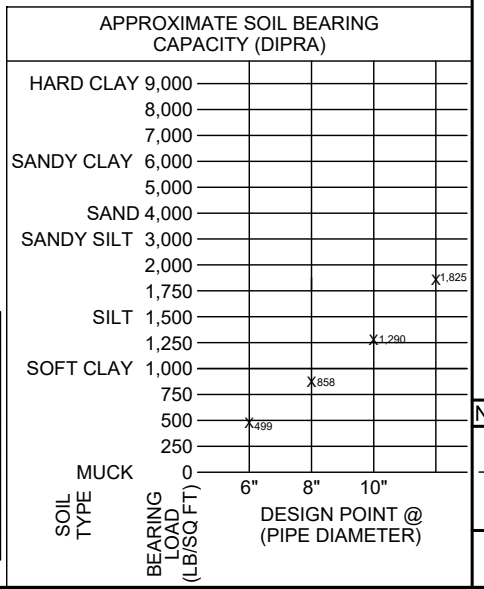 APPROXIMATE SOIL BEARING
CAPACITY (DIPRA)
HARD CLAY 9,000
8,000
7,000
SANDY CLAY 6,000
5,000
SAND 4,000
SANDY SILT 3,000
2,000
1,750
X 1,825
SILT 1,500
1,250
X 1,290
SOFT CLAY 1,000
X 858
750
500
X 499
250
MUCK 0
6" 8" 10"
SOIL
TYPE
BEARING
LOAD
(LB/SQ FT)
DESIGN POINT @
(PIPE DIAMETER)
N